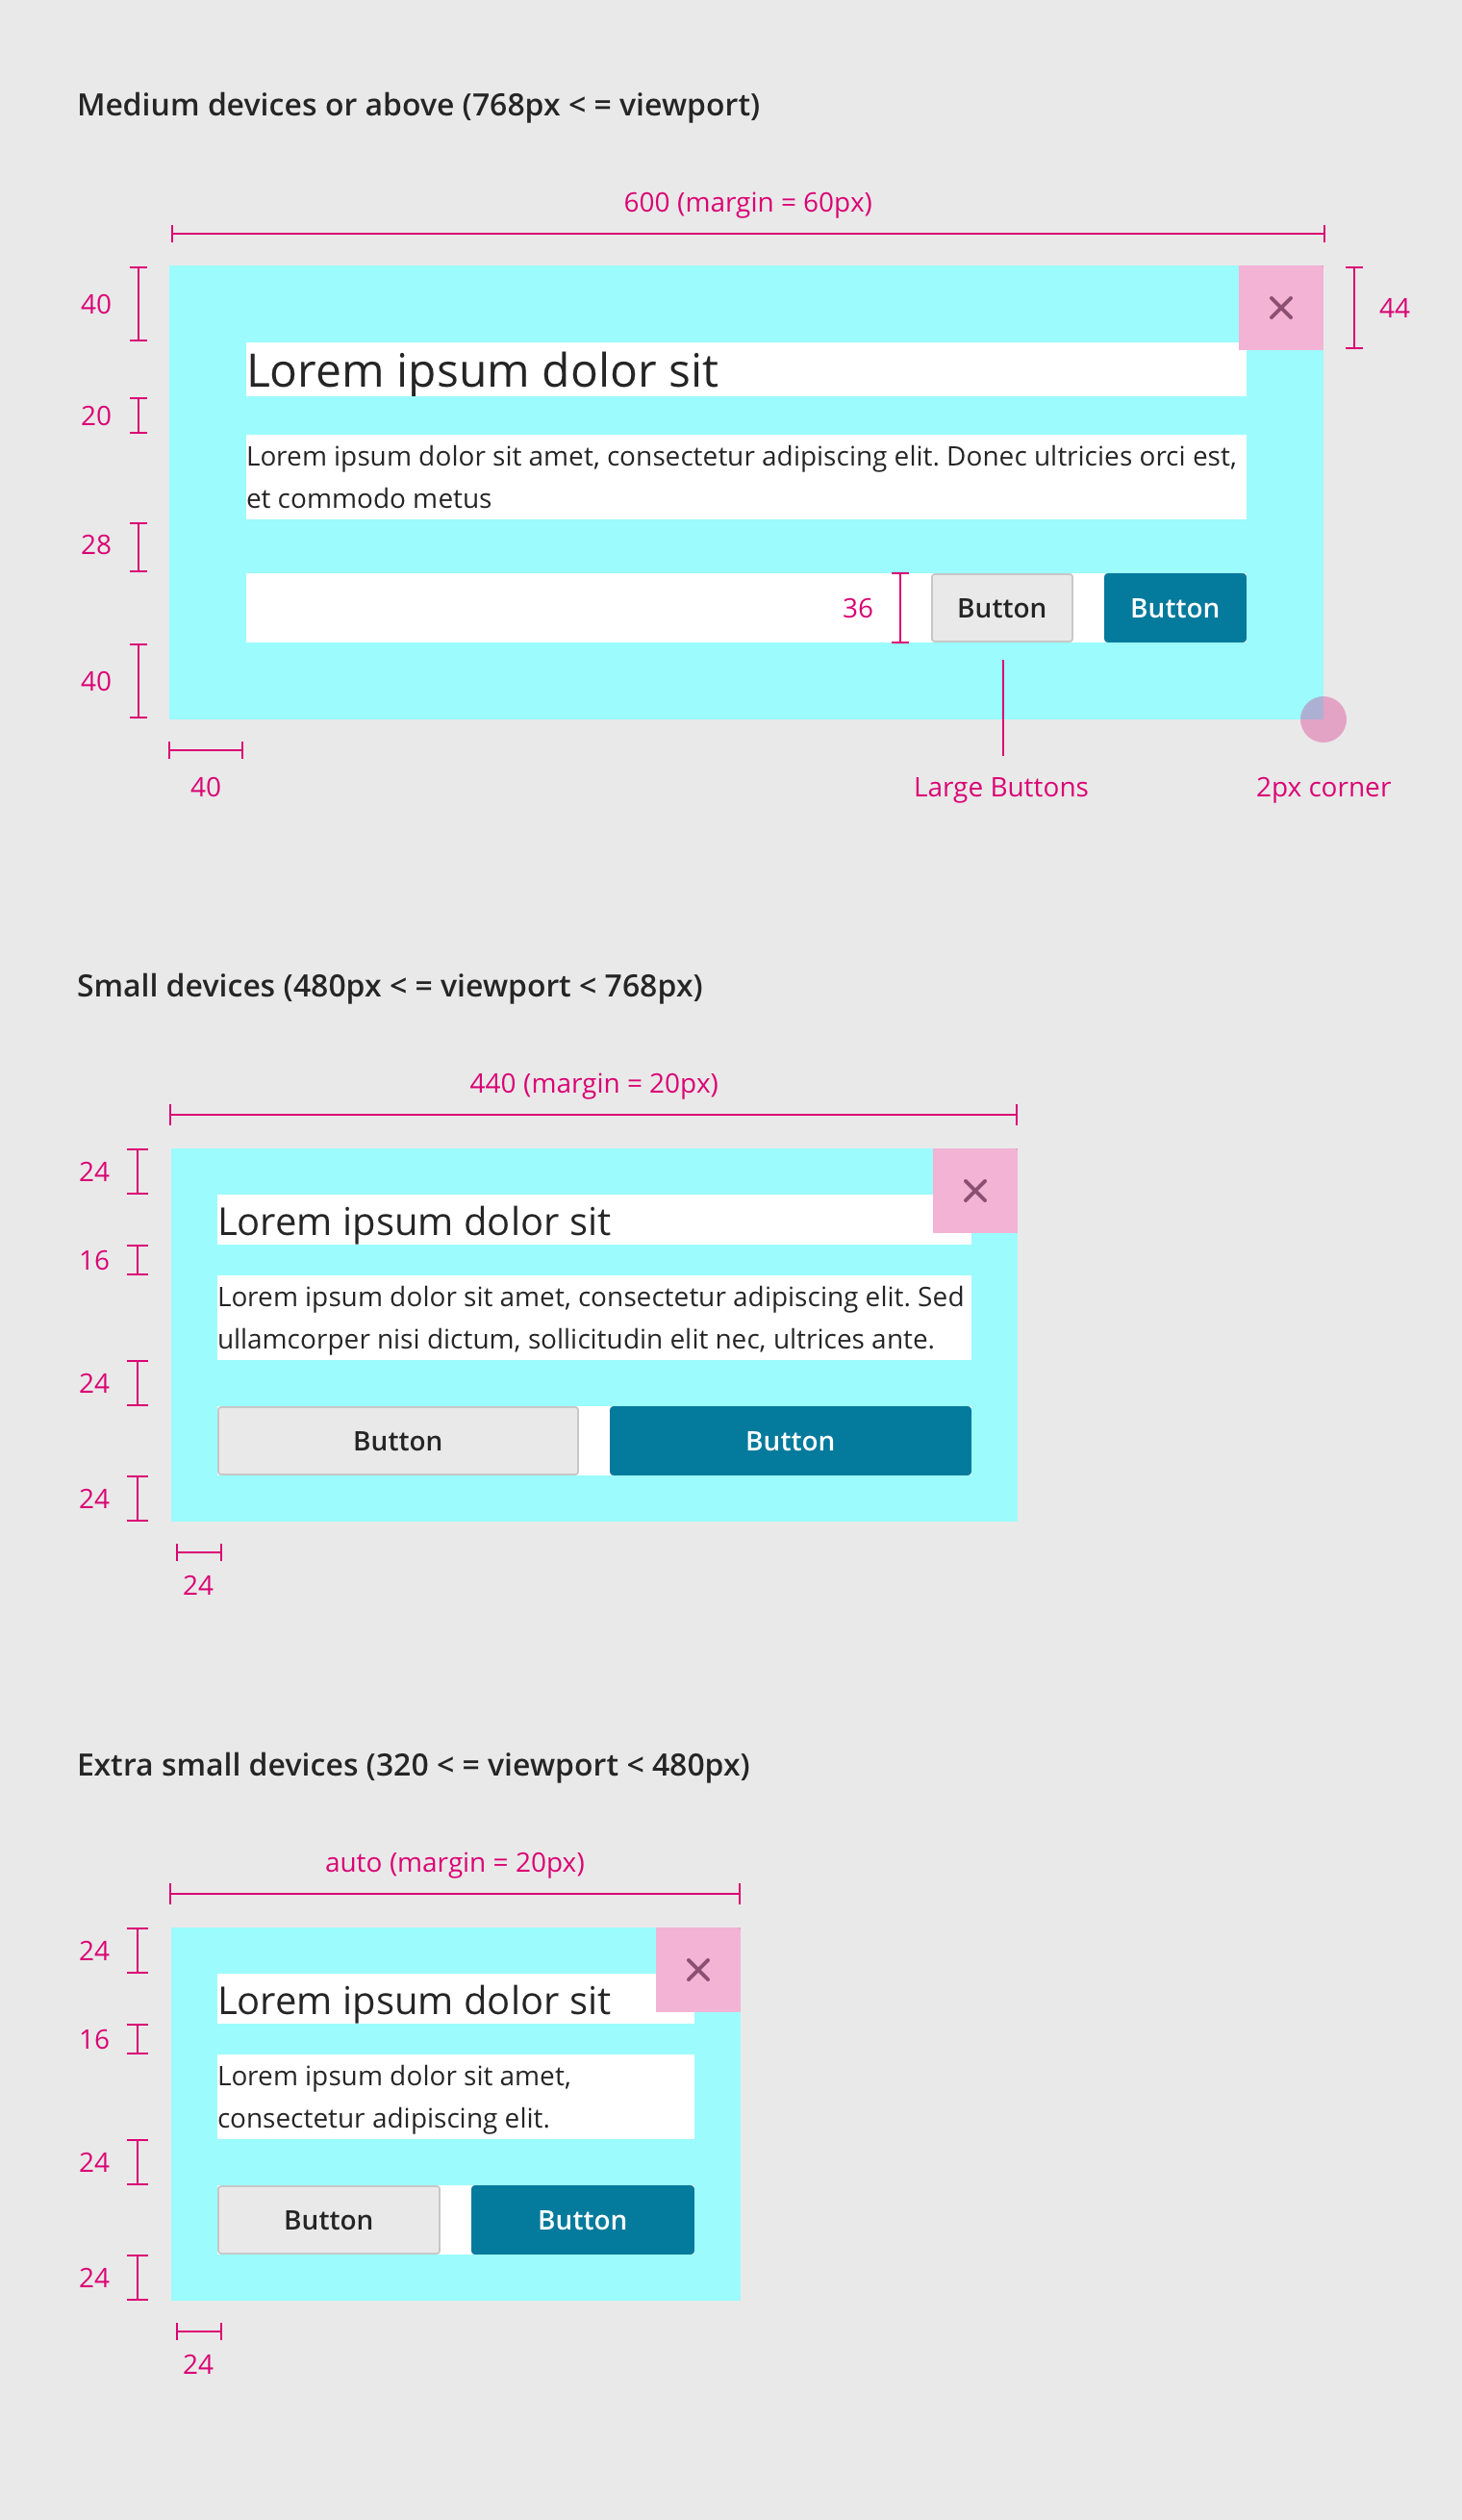 Medium devices or above (768px < = viewport)
600 (margin = 60px)
40
44
Lorem ipsum dolor sit
20
Lorem ipsum dolor sit amet, consectetur adipiscing elit. Donec ultricies orci est,
et commodo metus
28
36
Button
Button
40
40
Large Buttons
2px corner
Small devices (480px < = viewport < 768px)
440 (margin = 20px)
24
Lorem ipsum dolor sit
16
Lorem ipsum dolor sit amet, consectetur adipiscing elit. Sed
ullamcorper nisi dictum, sollicitudin elit nec, ultrices ante.
24
Button
Button
24
24
Extra small devices (320 < = viewport < 480px)
auto (margin = 20px)
24
Lorem ipsum dolor sit
16
Lorem ipsum dolor sit amet,
consectetur adipiscing elit.
24
Button
Button
24
24